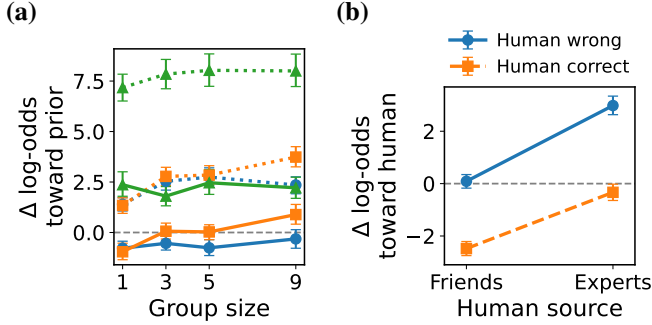 (a)
Δ log-odds
toward prior
7.5
5.0
2.5
0.0
1 3 5 9
Group size
(b)
Human wrong
Human correct
Δ log-odds
toward human
2
0
−2
Friends Experts
Human source